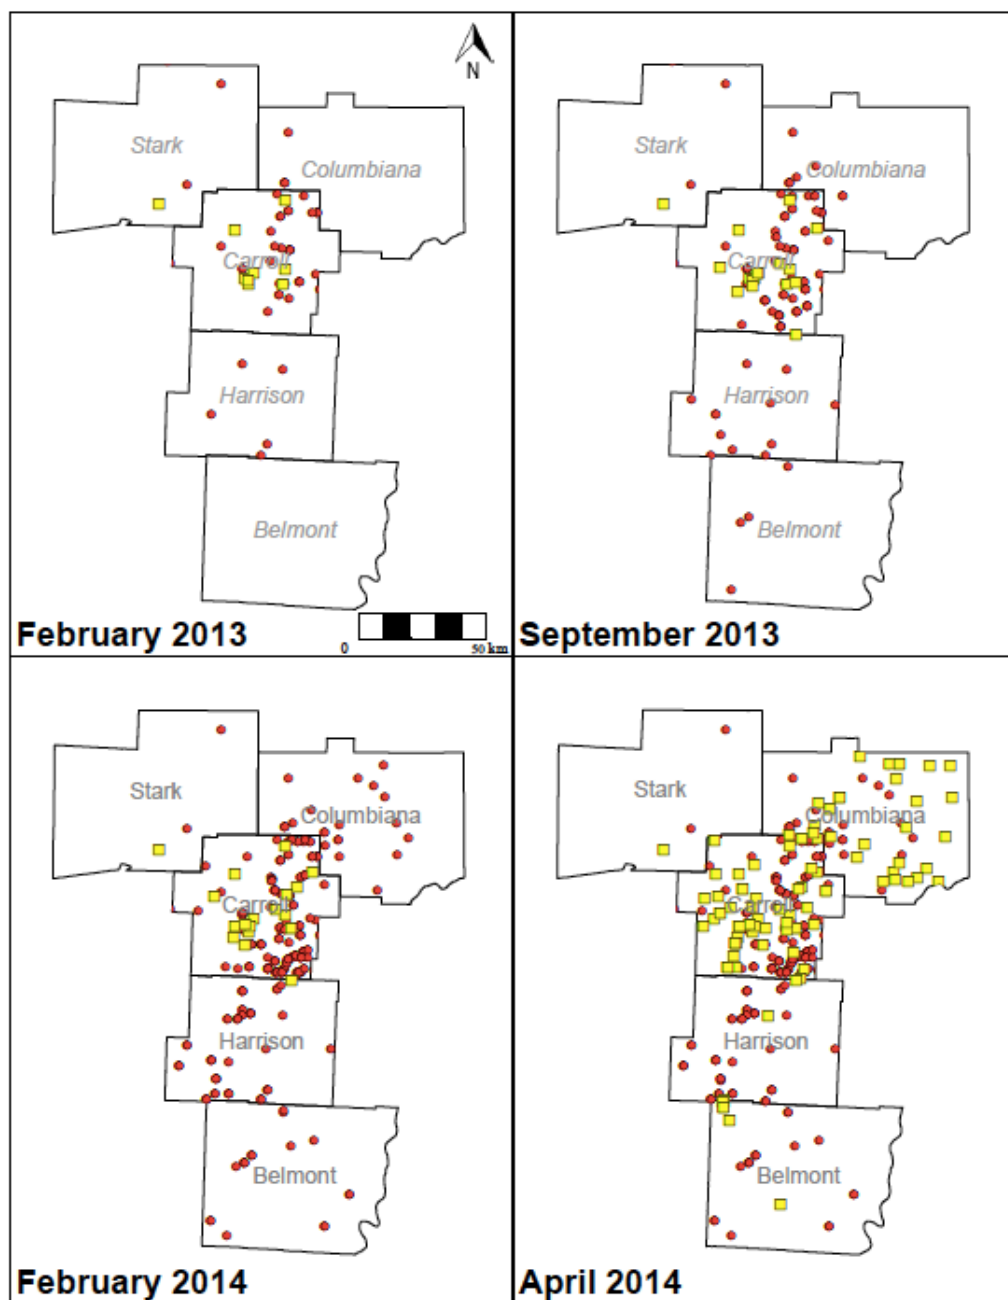 N
Stark
Columbiana
Carroll
Harrison
Belmont
0 50 km
February 2013
Stark
Columbiana
Carroll
Harrison
Belmont
September 2013
Stark
Columbiana
Carroll
Harrison
Belmont
February 2014
Stark
Columbiana
Carroll
Harrison
Belmont
April 2014